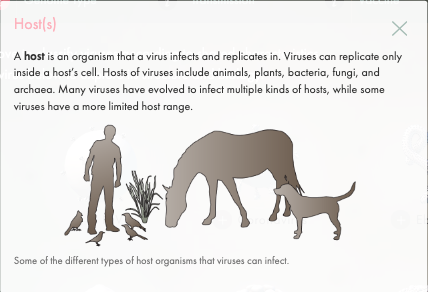 Host(s)
A host is an organism that a virus infects and replicates in. Viruses can replicate only
inside a host's cell. Hosts of viruses include animals, plants, bacteria, fungi, and
archaea. Many viruses have evolved to infect multiple kinds of hosts, while some
viruses have a more limited host range.
Some of the different types of host organisms that viruses can infect.